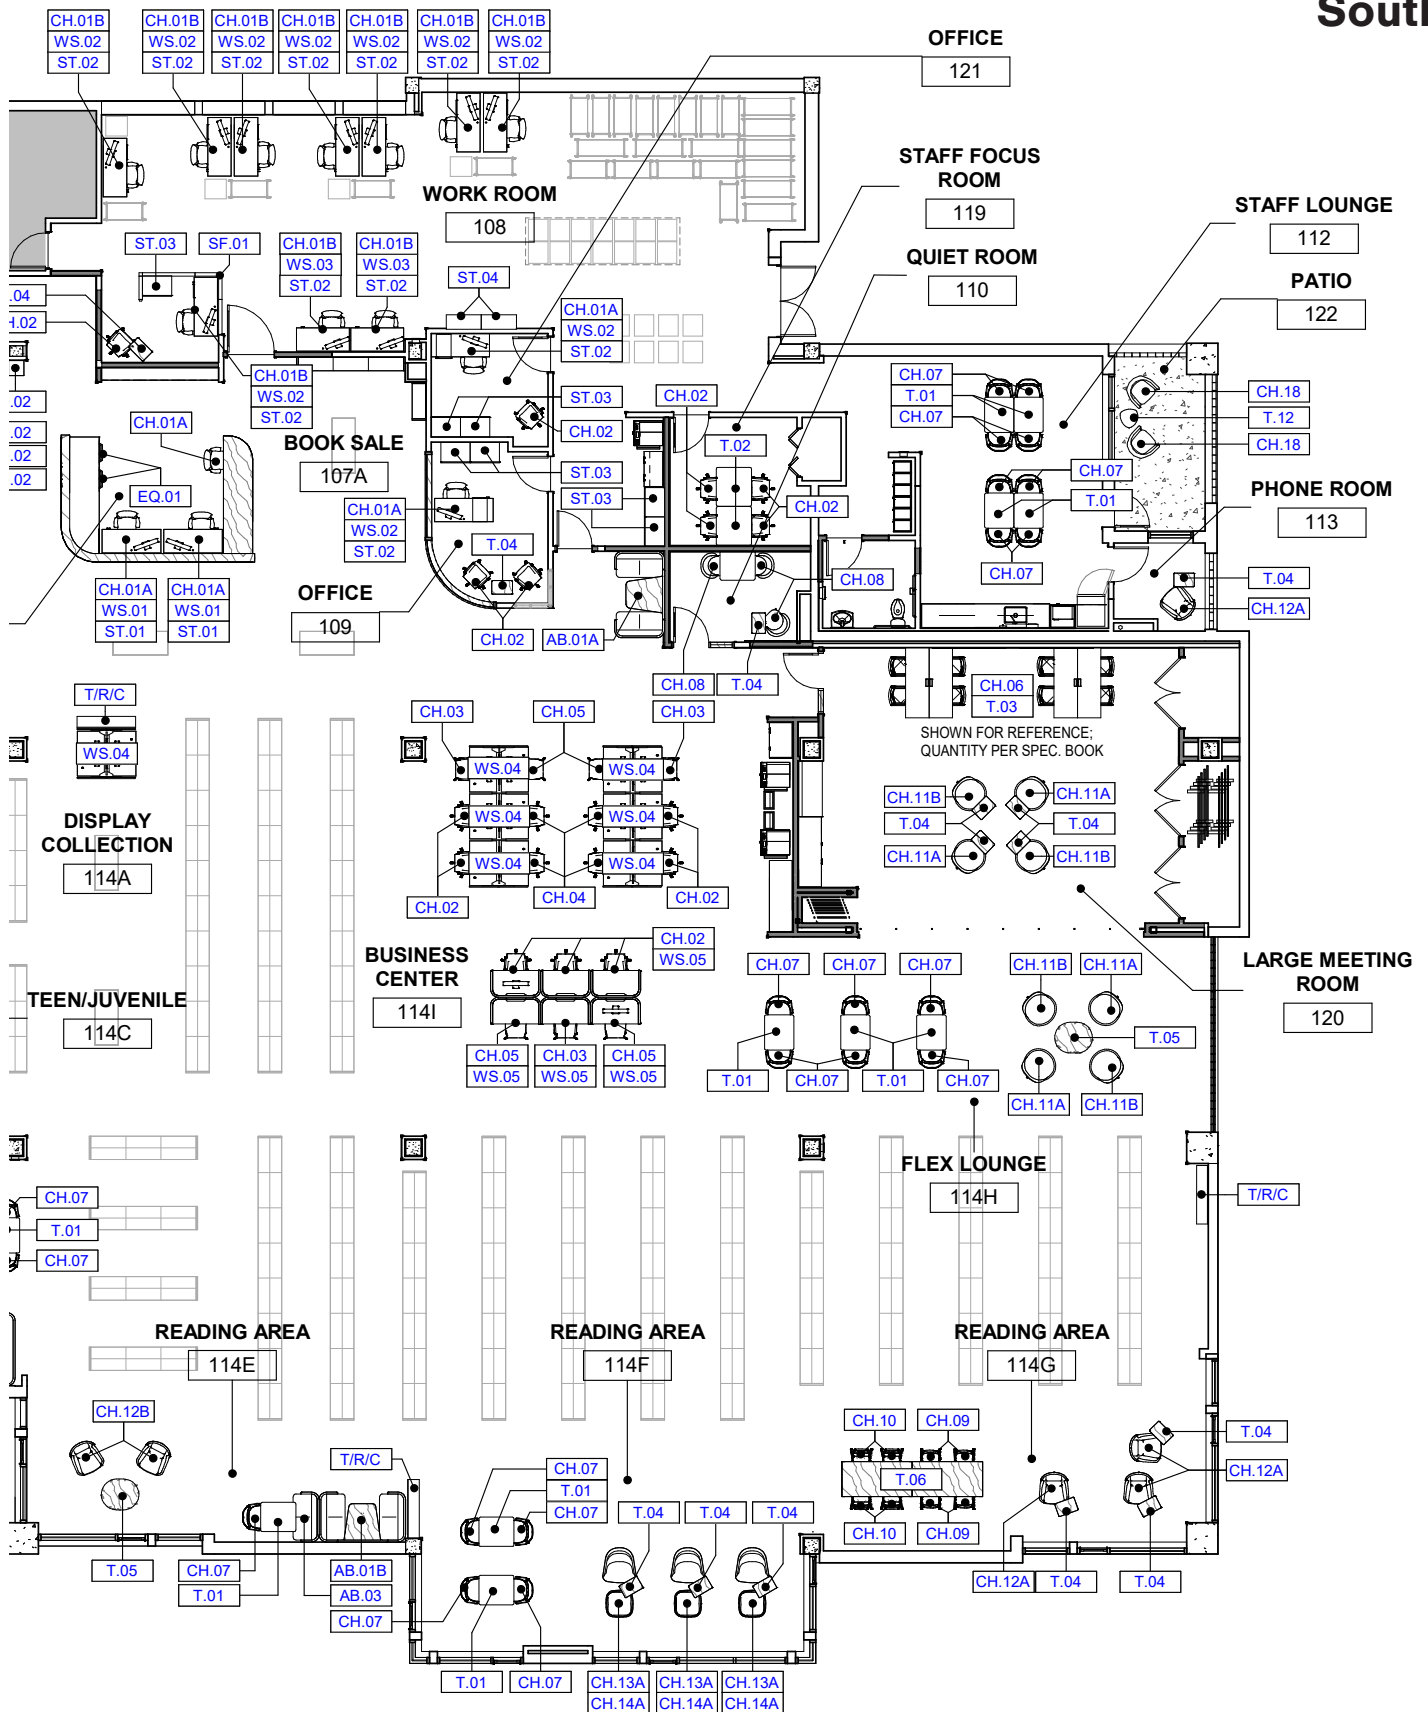 South
CH.01B CH.01B CH.01B CH.01B CH.01B CH.01B CH.01B
WS.02 WS.02 WS.02 WS.02 WS.02 WS.02 WS.02
ST.02 ST.02 ST.02 ST.02 ST.02 ST.02 ST.02
OFFICE
121
STAFF FOCUS
ROOM
119
WORK ROOM
108
STAFF LOUNGE
112
QUIET ROOM
110
PATIO
122
ST.03 SF.01
CH.01B CH.01B
WS.03 WS.03
ST.02 ST.02
ST.04
.04
H.02
CH.01A
WS.02
ST.02
CH.01B
WS.02
ST.02
CH.07
T.01
CH.07
CH.18
T.12
CH.18
.02
.02
.02
.02
CH.01A
ST.03
CH.02
CH.02
T.02
BOOK SALE
107A
EQ.01
ST.03
ST.03
CH.02
CH.07
T.01
PHONE ROOM
113
CH.01A
WS.02
ST.02
T.04
CH.08
CH.07
T.04
CH.12A
CH.01A CH.01A
WS.01 WS.01
ST.01 ST.01
OFFICE
109
CH.02 AB.01A
CH.08 T.04
T/R/C
WS.04
CH.03 CH.05 CH.03
CH.06
T.03
SHOWN FOR REFERENCE;
QUANTITY PER SPEC. BOOK
WS.04 WS.04
WS.04 WS.04
WS.04 WS.04
CH.02 CH.04 CH.02
CH.11B CH.11A
T.04 T.04
CH.11A CH.11B
DISPLAY
COLLECTION
114A
BUSINESS
CENTER
114I
CH.02
WS.05
CH.07 CH.07 CH.07
CH.11B CH.11A
LARGE MEETING
ROOM
120
TEEN/JUVENILE
114C
T.05
CH.05 CH.03 CH.05
WS.05 WS.05 WS.05
T.01 CH.07 T.01 CH.07
CH.11A CH.11B
FLEX LOUNGE
114H
CH.07
T.01
CH.07
T/R/C
READING AREA
114E
READING AREA
114F
READING AREA
114G
CH.12B
T/R/C
CH.07
T.01
CH.07
CH.10 CH.09
T.06
CH.10 CH.09
T.04
CH.12A
T.04 T.04 T.04
T.05
CH.07
T.01
AB.01B
AB.03
CH.07
CH.12A T.04 T.04
T.01 CH.07
CH.13A CH.13A CH.13A
CH.14A CH.14A CH.14A